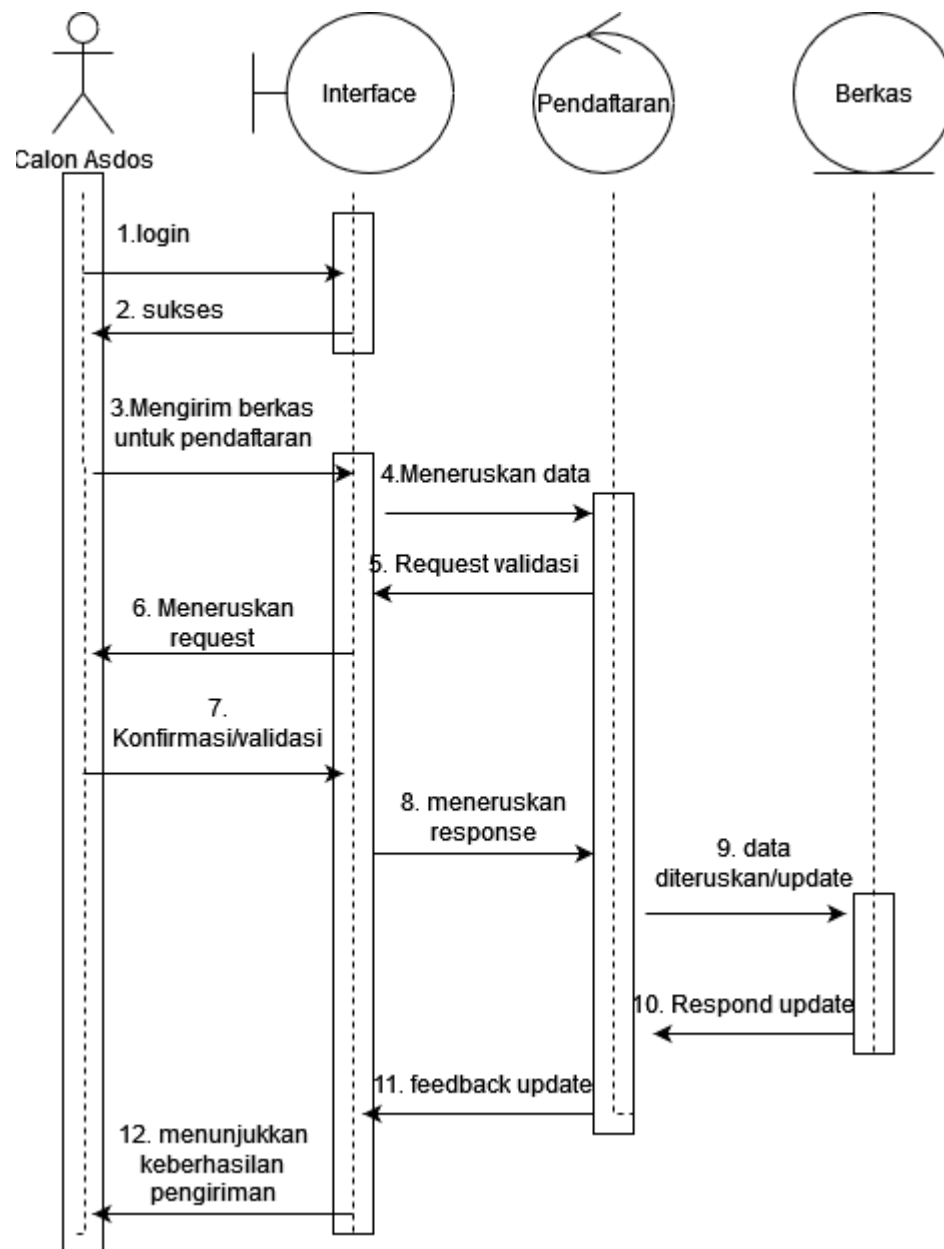 Interface
Pendaftaran
Berkas
Calon Asdos
1.login
2. sukses
3.Mengirim berkas
untuk pendaftaran
4.Meneruskan data
5. Request validasi
6. Meneruskan
request
7.
Konfirmasi/validasi
8. meneruskan
response
9. data
diteruskan/update
10. Respond update
11. feedback update
12. menunjukkan
keberhasilan
pengiriman